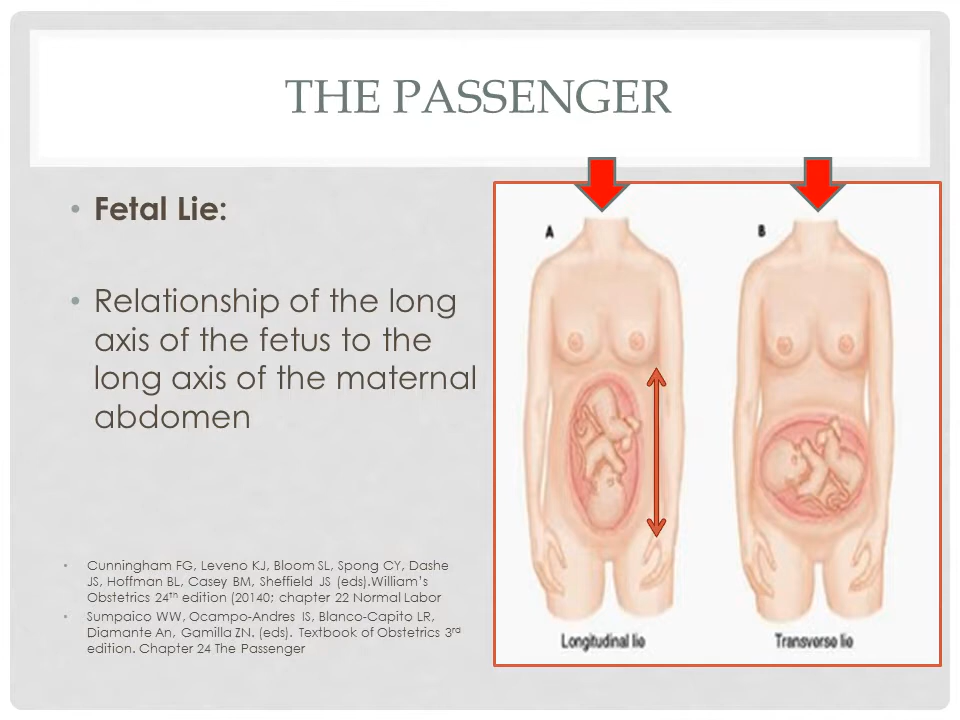 THE PASSENGER
• Fetal Lie:
• Relationship of the long
axis of the fetus to the
long axis of the maternal
abdomen
• Cunningham FG, Leveno KJ, Bloom SL, Spong CY, Dashe
JS, Hoffman BL, Casey BM, Sheffield JS (eds).William’s
Obstetrics 24th edition (20140; chapter 22 Normal Labor
• Sumpaico WW, Ocampo-Andres IS, Blanco-Capito LR,
Diamante An, Gamilla ZN. (eds). Textbook of Obstetrics 3rd
edition. Chapter 24 The Passenger
A
B
Longitudinal lie
Transverse lie